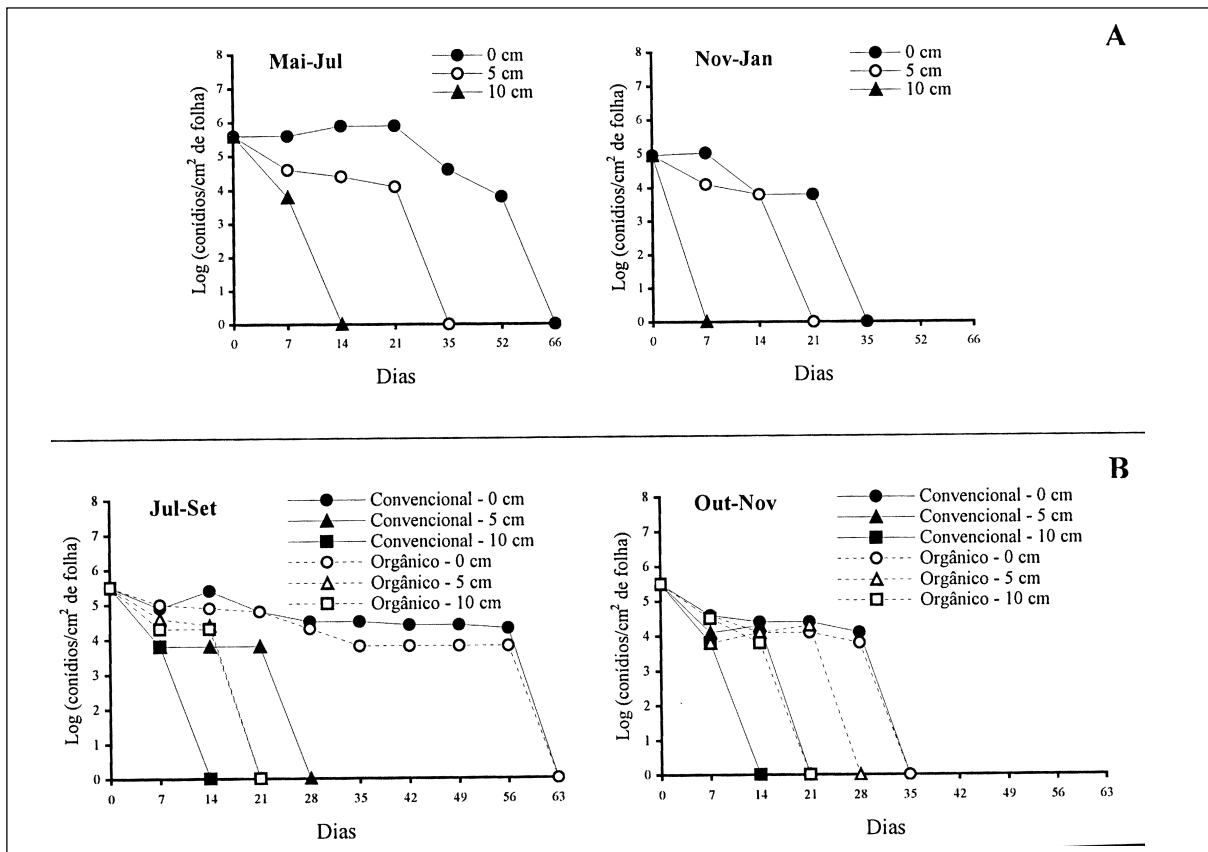 A
Mai-Jul
0 cm
5 cm
10 cm
Log (conídios/cm² de folha)
8
7
6
5
4
3
2
1
0
0 7 14 21 35 52 66
Dias
Nov-Jan
0 cm
5 cm
10 cm
Log (conídios/cm² de folha)
8
7
6
5
4
3
2
1
0
0 7 14 21 35 52 66
Dias
B
Jul-Set
Convencional - 0 cm
Convencional - 5 cm
Convencional - 10 cm
Orgânico - 0 cm
Orgânico - 5 cm
Orgânico - 10 cm
Log (conídios/cm² de folha)
8
7
6
5
4
3
2
1
0
0 7 14 21 28 35 42 49 56 63
Dias
Out-Nov
Convencional - 0 cm
Convencional - 5 cm
Convencional - 10 cm
Orgânico - 0 cm
Orgânico - 5 cm
Orgânico - 10 cm
Log (conídios/cm² de folha)
8
7
6
5
4
3
2
1
0
0 7 14 21 28 35 42 49 56 63
Dias